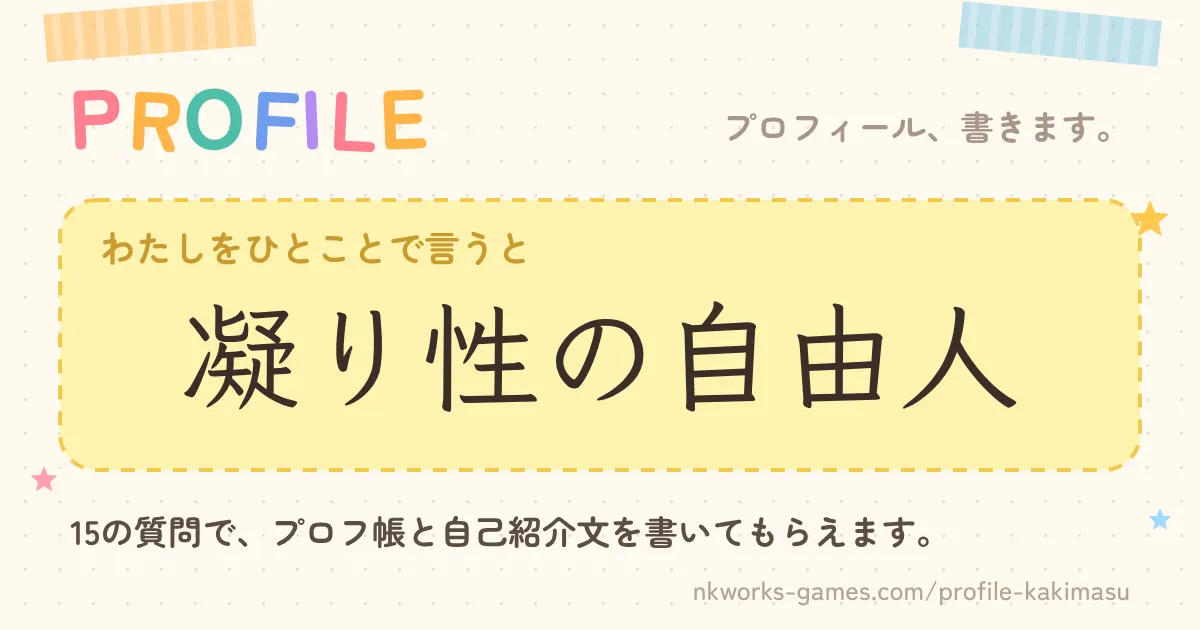 PROFILE
プロフィール、書きます。
わたしをひとことで言うと
凝り性の自由人
15の質問で、プロフ帳と自己紹介文を書いてもらえます。
nkworks-games.com/profile-kakimasu